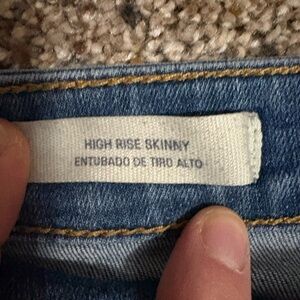 HIGH RISE SKINNY
ENTUBADO DE TIRO ALTO